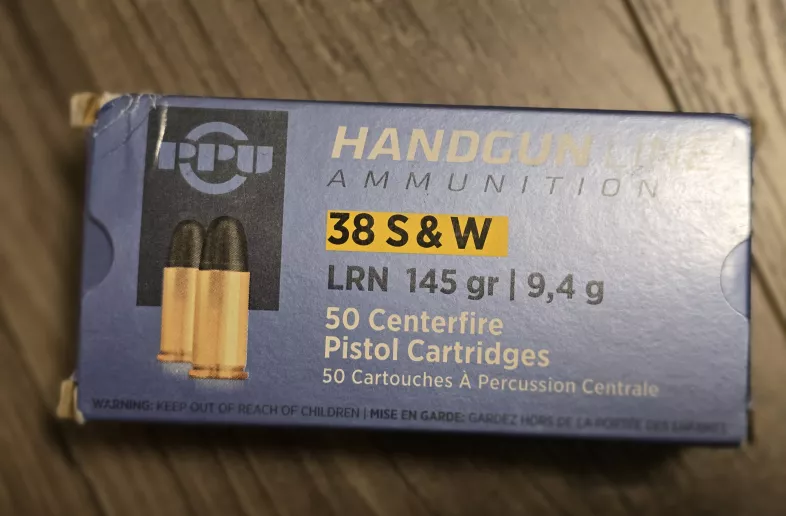 PPU
HANDGUN LINE
AMMUNITION
38 S & W
LRN 145 gr | 9,4 g
50 Centerfire
Pistol Cartridges
50 Cartouches À Percussion Centrale
WARNING: KEEP OUT OF REACH OF CHILDREN | MISE EN GARDE: GARDEZ HORS DE LA PORTÉE DES ENFANTS